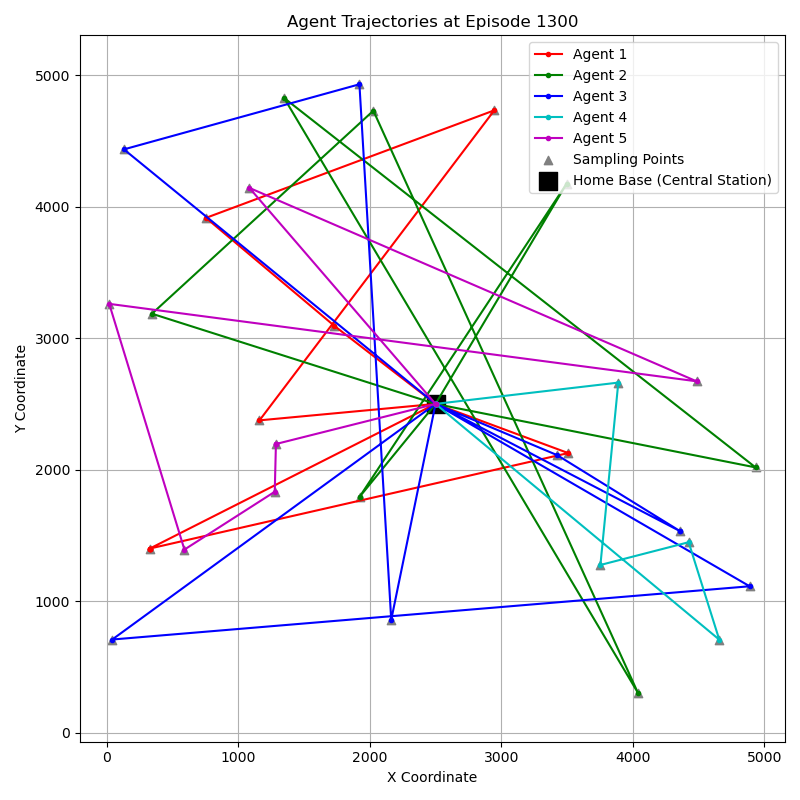 Agent Trajectories at Episode 1300
Agent 1
Agent 2
Agent 3
Agent 4
Agent 5
Sampling Points
Home Base (Central Station)
Y Coordinate
5000
4000
3000
2000
1000
0
0 1000 2000 3000 4000 5000
X Coordinate